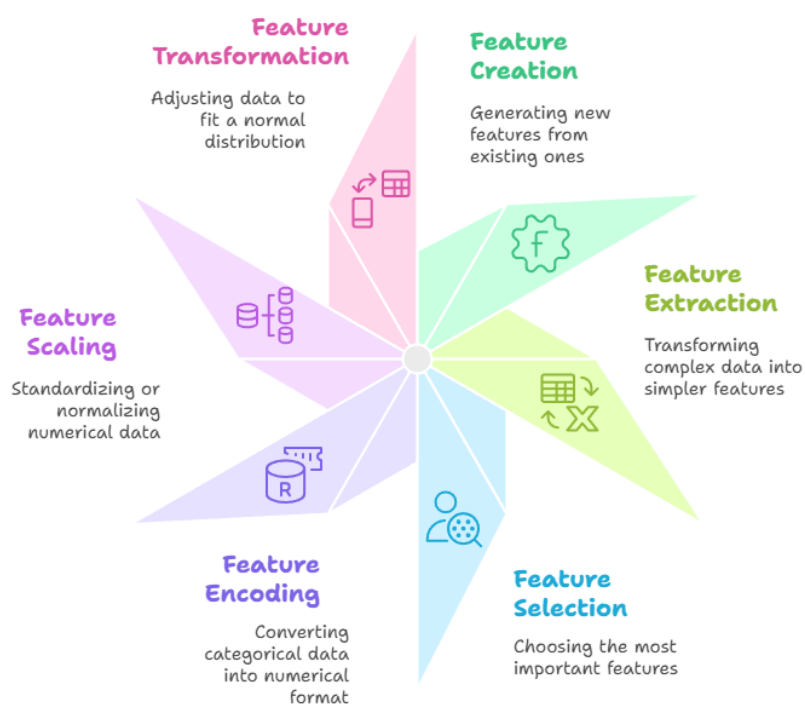 Feature
Transformation
Adjusting data to
fit a normal
distribution
Feature
Creation
Generating new
features from
existing ones
Feature
Extraction
Transforming
complex data into
simpler features
Feature
Scaling
Standardizing or
normalizing
numerical data
R
Feature
Encoding
Converting
categorical data
into numerical
format
Feature
Selection
Choosing the most
important features
f